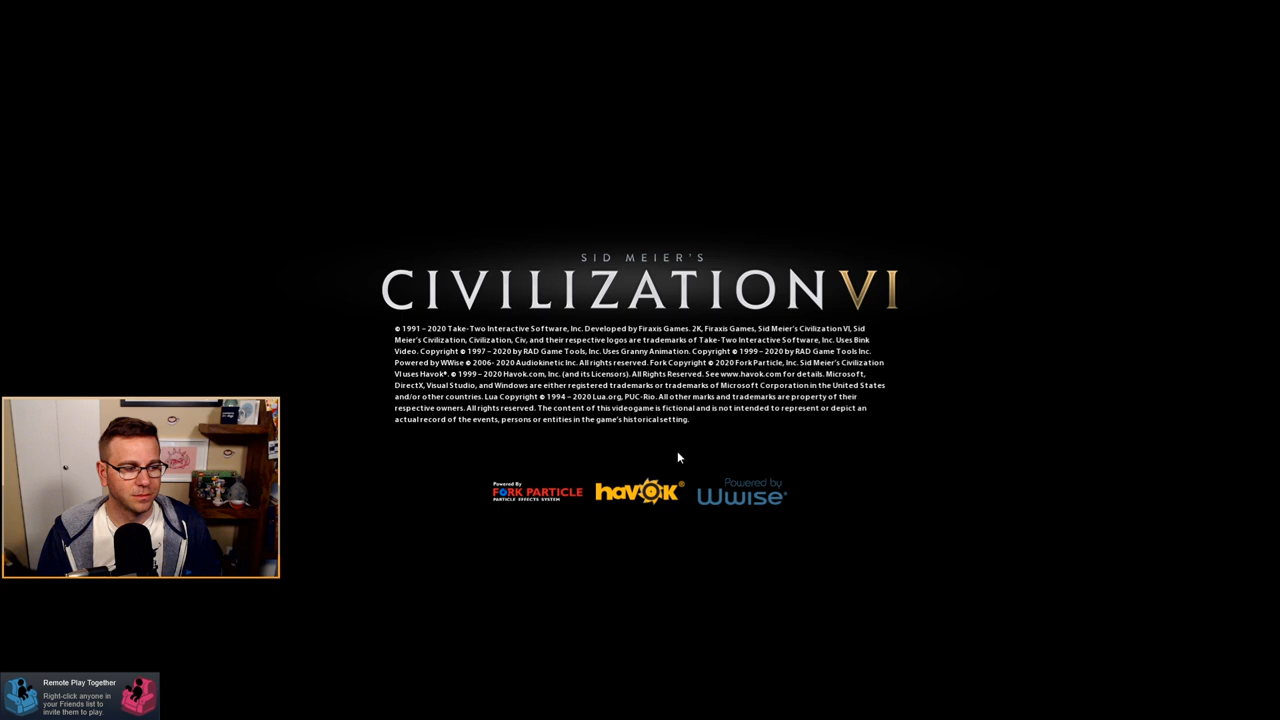 SID MEIER'S
CIVILIZATION VI
© 1991 – 2020 Take-Two Interactive Software, Inc. Developed by Firaxis Games. 2K, Firaxis Games, Sid Meier's Civilization VI, Sid
Meier's Civilization, Civilization, Civ, and their respective logos are trademarks of Take-Two Interactive Software, Inc. Uses Bink
Video. Copyright © 1997 – 2020 by RAD Game Tools, Inc. Uses Granny Animation. Copyright © 1999 – 2020 by RAD Game Tools Inc.
Powered by WWise © 2006- 2020 Audiokinetic Inc. All rights reserved. Fork Copyright © 2020 Fork Particle, Inc. Sid Meier's Civilization
VI uses Havok®. © 1999 – 2020 Havok.com, Inc. (and its Licensors). All Rights Reserved. See www.havok.com for details. Microsoft,
DirectX, Visual Studio, and Windows are either registered trademarks or trademarks of Microsoft Corporation in the United States
and/or other countries. Lua Copyright © 1994 – 2020 Lua.org, PUC-Rio. All other marks and trademarks are property of their
respective owners. All rights reserved. The content of this videogame is fictional and is not intended to represent or depict an
actual record of the events, persons or entities in the game's historical setting.
Powered By
FORK PARTICLE
PARTICLE EFFECTS SYSTEM
havok®
Powered by
Wwise®
Remote Play Together
Right-click anyone in
your Friends list to
invite them to play.